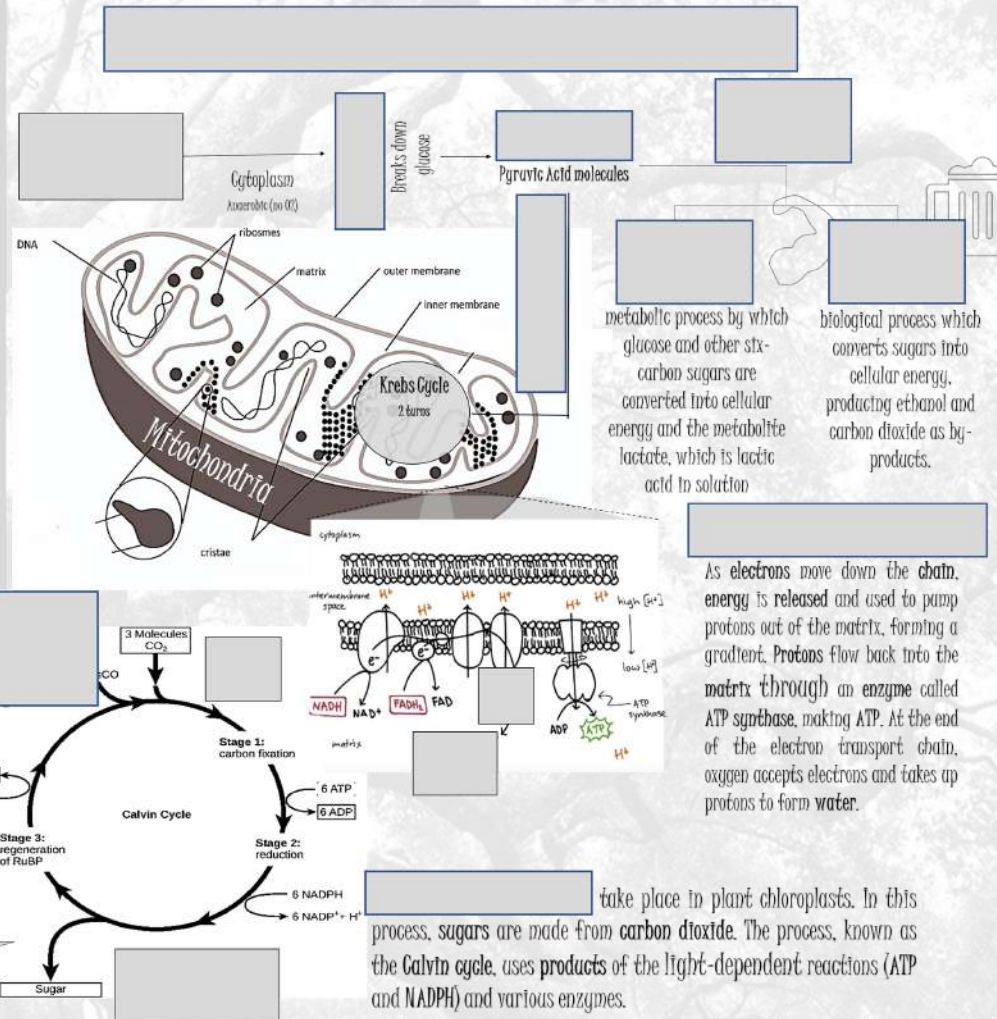 Cytoplasm
Anaerobic (no O2)
Breaks down
glucose
Pyruvic Acid molecules
DNA
ribosmes
matrix
outer membrane
inner membrane
Krebs Cycle
2 turns
Mitochondria
cristae
metabolic process by which
glucose and other six-
carbon sugars are
converted into cellular
energy and the metabolite
lactate, which is lactic
acid in solution
biological process which
converts sugars into
cellular energy,
producing ethanol and
carbon dioxide as by-
products.
cytoplasm
intermembrane
space
H+
H+
H+
H+
H+
H+
high [H+]
low [H+]
e-
e-
NADH
NAD+
FADH2
FAD
ADP
ATP
ATP
synthase
matrix
H+
As electrons move down the chain,
energy is released and used to pump
protons out of the matrix, forming a
gradient. Protons flow back into the
matrix through an enzyme called
ATP synthase, making ATP. At the end
of the electron transport chain,
oxygen accepts electrons and takes up
protons to form water.
3 Molecules
CO2
Stage 1:
carbon fixation
6 ATP
6 ADP
Calvin Cycle
Stage 3:
regeneration
of RuBP
Stage 2:
reduction
6 NADPH
6 NADP+ + H+
Sugar
take place in plant chloroplasts. In this
process, sugars are made from carbon dioxide. The process, known as
the Calvin cycle, uses products of the light-dependent reactions (ATP
and NADPH) and various enzymes.